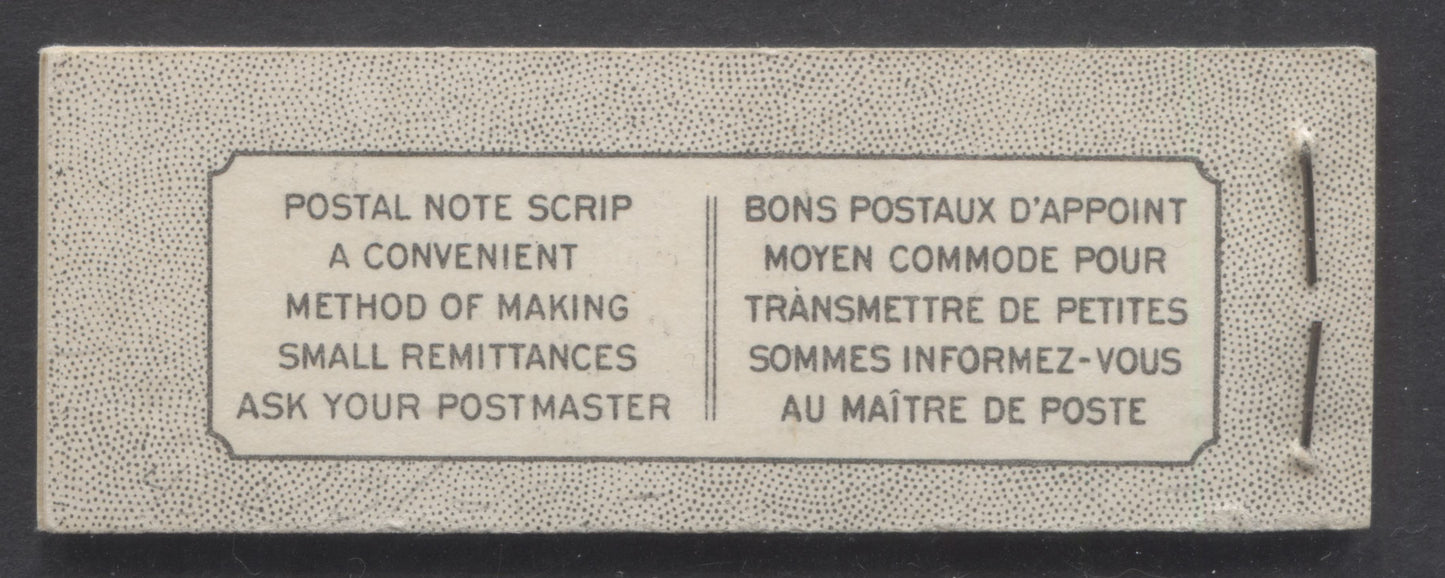 POSTAL NOTE SCRIP
A CONVENIENT
METHOD OF MAKING
SMALL REMITTANCES
ASK YOUR POSTMASTER
BONS POSTAUX D'APPOINT
MOYEN COMMODE POUR
TRANSMETTRE DE PETITES
SOMMES INFORMEZ-VOUS
AU MAÎTRE DE POSTE